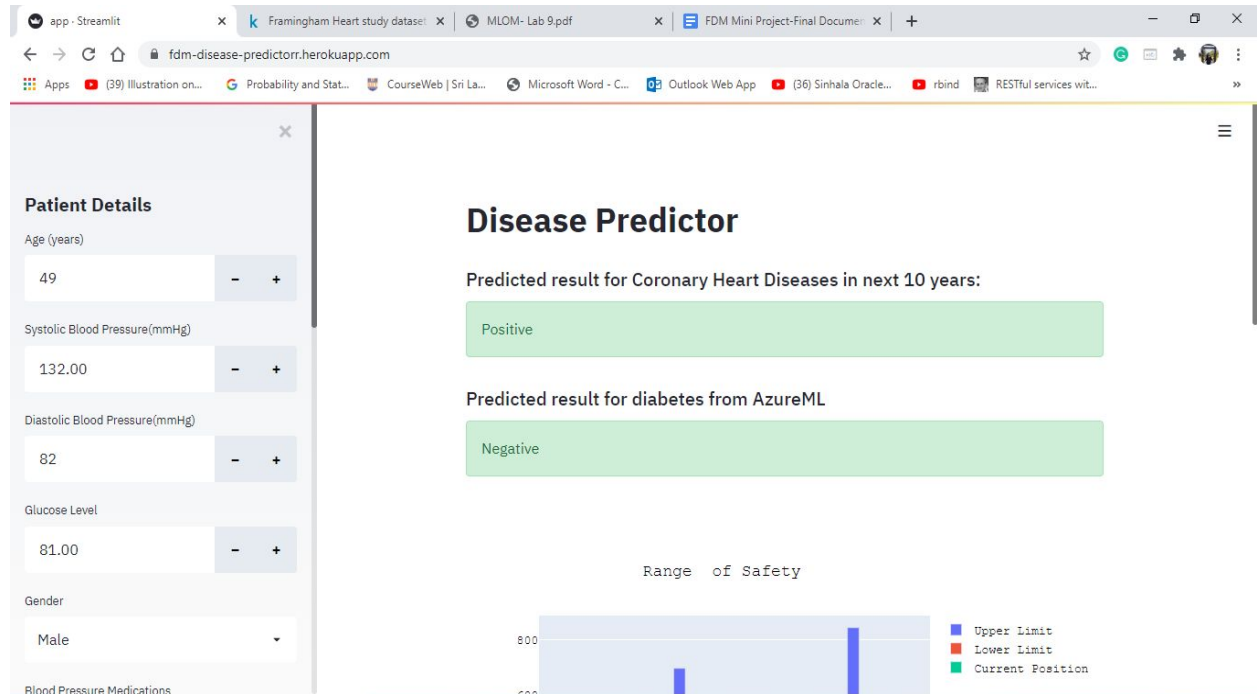 app · Streamlit
Framingham Heart study dataset
MLOM- Lab 9.pdf
FDM Mini Project-Final Documen
fdm-disease-predictorr.herokuapp.com
Apps
(39) Illustration on...
Probability and Stat...
CourseWeb | Sri La...
Microsoft Word - C...
Outlook Web App
(36) Sinhala Oracle...
rbind
RESTful services wit...
Patient Details
Age (years)
49
Systolic Blood Pressure(mmHg)
132.00
Diastolic Blood Pressure(mmHg)
82
Glucose Level
81.00
Gender
Male
Blood Pressure Medications
Disease Predictor
Predicted result for Coronary Heart Diseases in next 10 years:
Positive
Predicted result for diabetes from AzureML
Negative
Range of Safety
800
600
Upper Limit
Lower Limit
Current Position